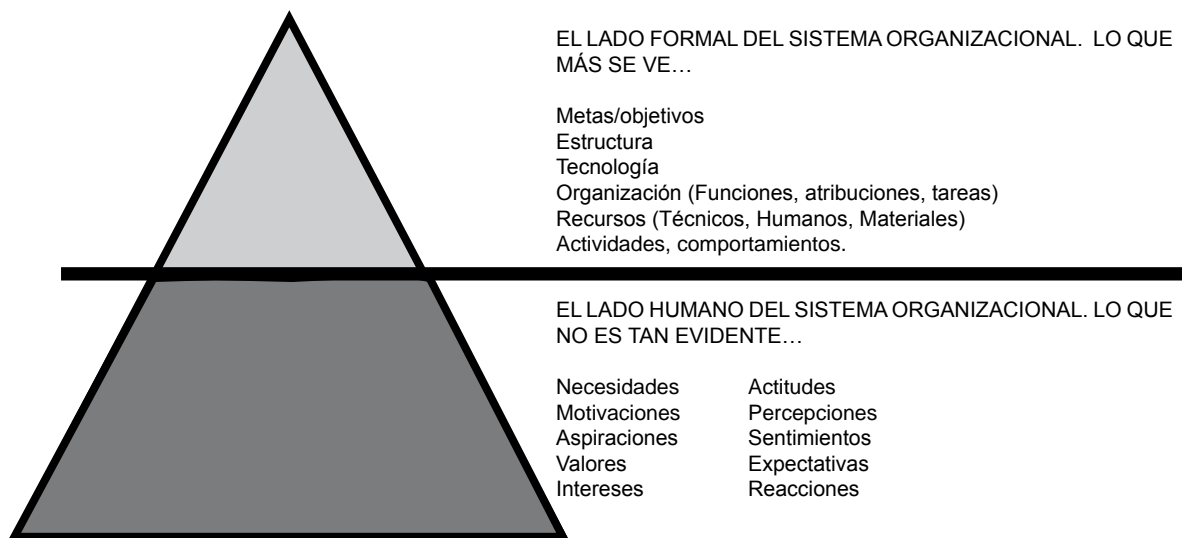 EL LADO FORMAL DEL SISTEMA ORGANIZACIONAL. LO QUE
MÁS SE VE…
Metas/objetivos
Estructura
Tecnología
Organización (Funciones, atribuciones, tareas)
Recursos (Técnicos, Humanos, Materiales)
Actividades, comportamientos.
EL LADO HUMANO DEL SISTEMA ORGANIZACIONAL. LO QUE
NO ES TAN EVIDENTE…
Necesidades
Motivaciones
Aspiraciones
Valores
Intereses
Actitudes
Percepciones
Sentimientos
Expectativas
Reacciones